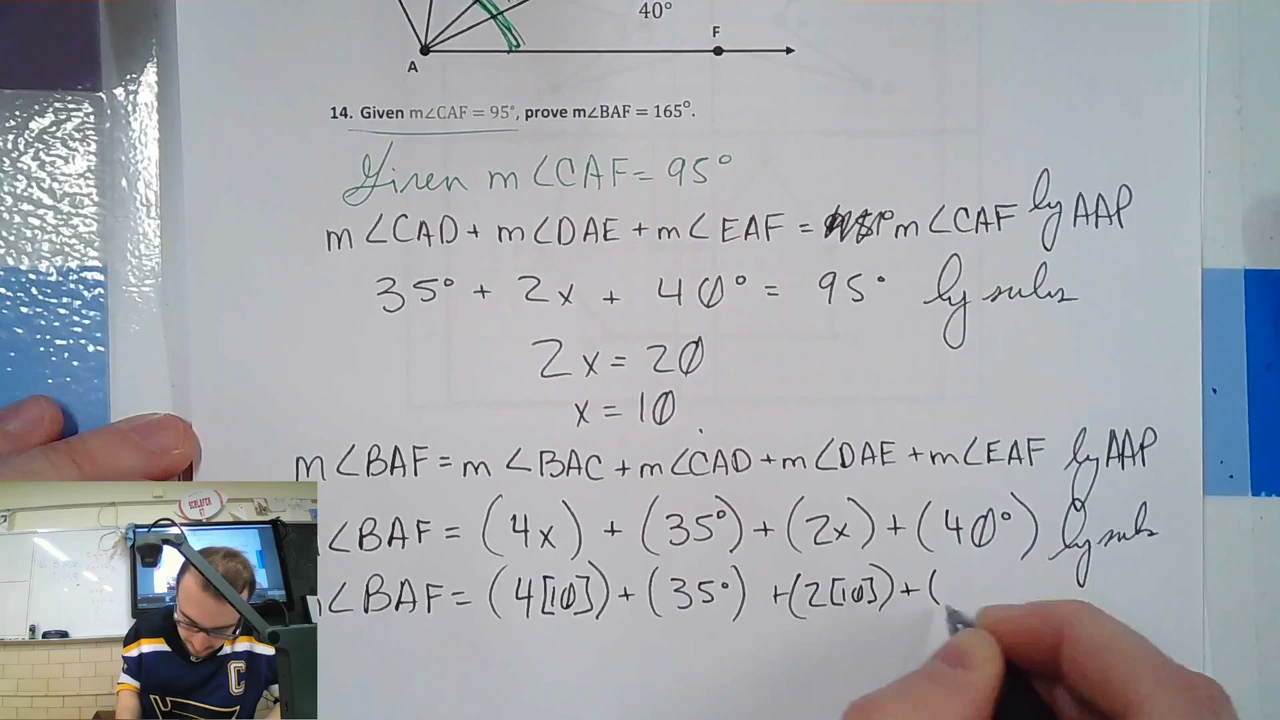 40°
F
A
14. Given m∠CAF = 95°, prove m∠BAF = 165°.
Given m∠CAF = 95°
m∠CAD + m∠DAE + m∠EAF = m∠CAF by AAP
35° + 2x + 40° = 95° by subs
2x = 20
x = 10
m∠BAF = m∠BAC + m∠CAD + m∠DAE + m∠EAF by AAP
∠BAF = (4x) + (35°) + (2x) + (40°) by subs
∠BAF = (4[10]) + (35°) + (2[10]) + (
C